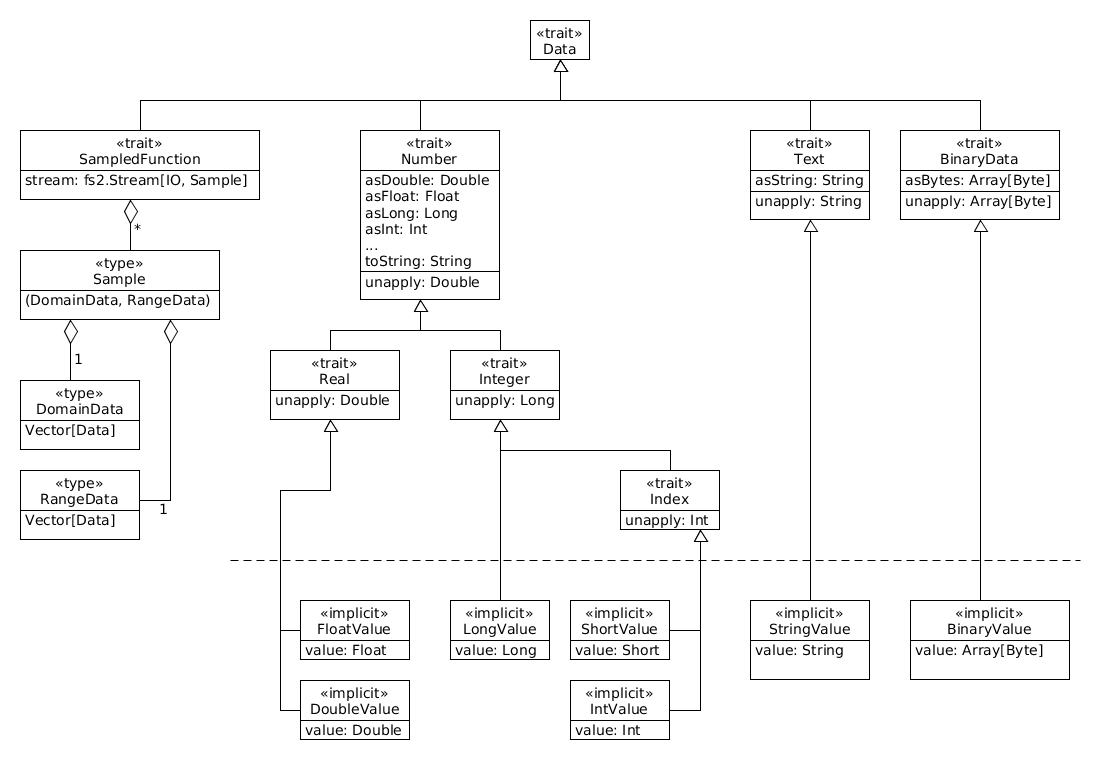 «trait»
Data
«trait»
SampledFunction
stream: fs2.Stream[IO, Sample]
«trait»
Number
asDouble: Double
asFloat: Float
asLong: Long
asInt: Int
...
toString: String
unapply: Double
«trait»
Text
asString: String
unapply: String
«trait»
BinaryData
asBytes: Array[Byte]
unapply: Array[Byte]
*
«type»
Sample
(DomainData, RangeData)
1
«type»
DomainData
Vector[Data]
«type»
RangeData
Vector[Data]
1
«trait»
Real
unapply: Double
«trait»
Integer
unapply: Long
«trait»
Index
unapply: Int
«implicit»
FloatValue
value: Float
«implicit»
LongValue
value: Long
«implicit»
ShortValue
value: Short
«implicit»
StringValue
value: String
«implicit»
BinaryValue
value: Array[Byte]
«implicit»
DoubleValue
value: Double
«implicit»
IntValue
value: Int